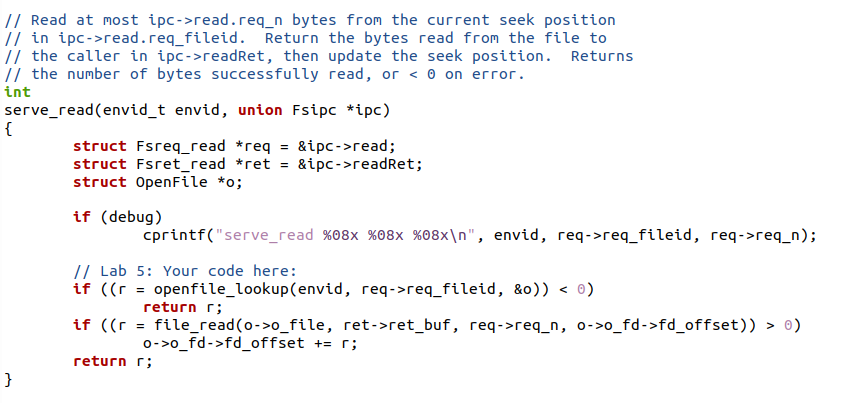 // Read at most ipc->read.req_n bytes from the current seek position
// in ipc->read.req_fileid.  Return the bytes read from the file to
// the caller in ipc->readRet, then update the seek position.  Returns
// the number of bytes successfully read, or < 0 on error.
int
serve_read(envid_t envid, union Fsipc *ipc)
{
        struct Fsreq_read *req = &ipc->read;
        struct Fsret_read *ret = &ipc->readRet;
        struct OpenFile *o;

        if (debug)
                cprintf("serve_read %08x %08x %08x\n", envid, req->req_fileid, req->req_n);

        // Lab 5: Your code here:
        if ((r = openfile_lookup(envid, req->req_fileid, &o)) < 0)
                return r;
        if ((r = file_read(o->o_file, ret->ret_buf, req->req_n, o->o_fd->fd_offset)) > 0)
                o->o_fd->fd_offset += r;
        return r;
}